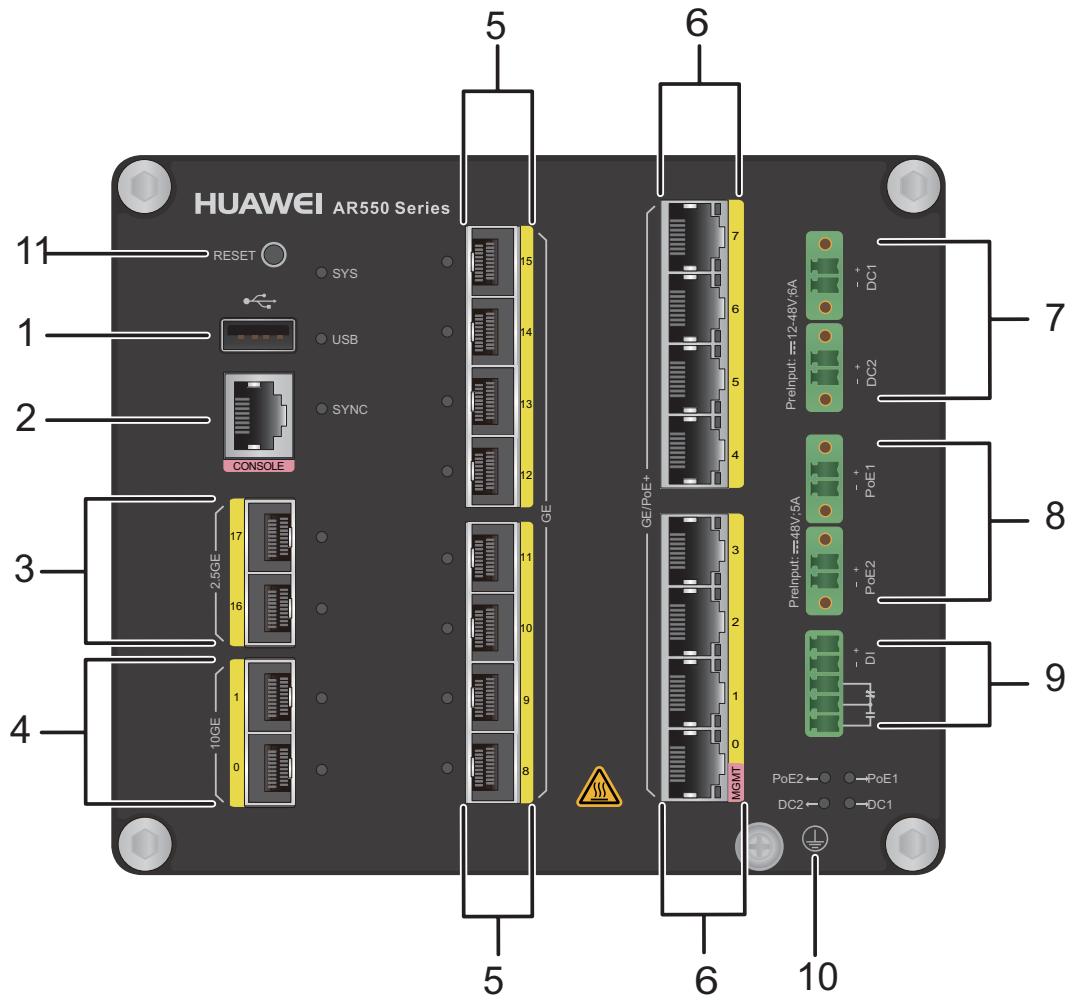 5
6
HUAWEI AR550 Series
11
RESET
SYS
1
USB
2
SYNC
CONSOLE
3
2.5GE
17
16
4
10GE
1
0
15
14
13
12
GE
11
10
9
8
5
GE/PoE+
7
6
5
4
3
2
1
0
MGMT
6
PreInput: 12-48V;6A
+
- DC1
+
- DC2
7
PreInput: 48V;5A
+
- PoE1
+
- PoE2
8
+
- DI
9
PoE2 PoE1
DC2 DC1
10